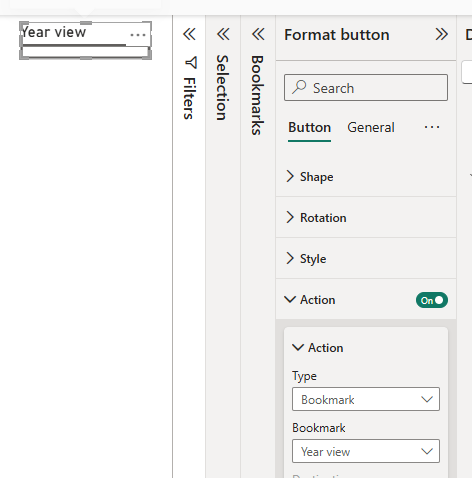 Year view
Filters
Selection
Bookmarks
Format button
Search
Button General
Shape
Rotation
Style
Action On
Action
Type
Bookmark
Bookmark
Year view